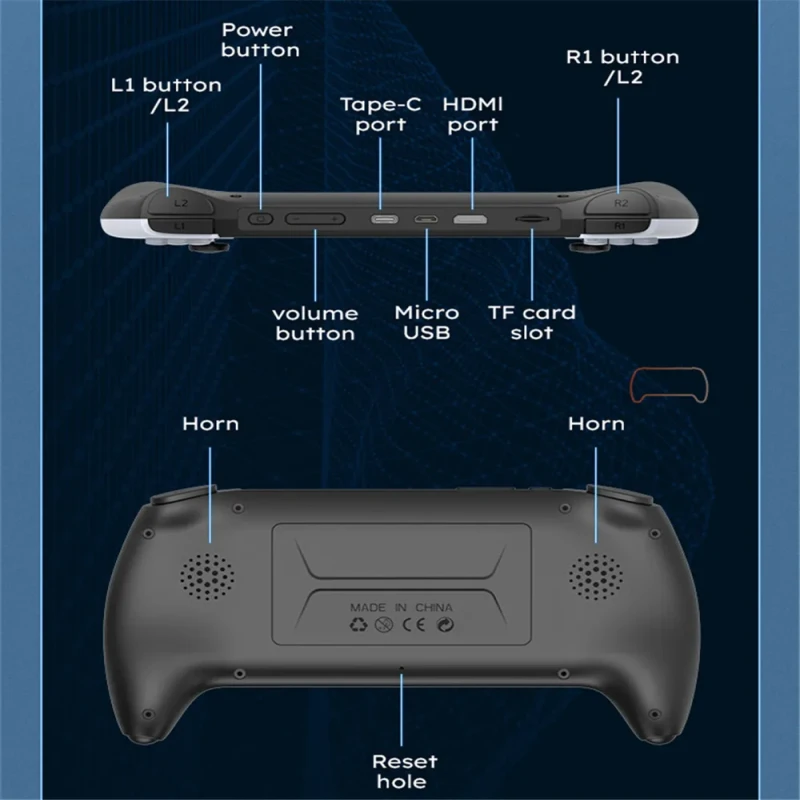 Power
button
L1 button
/L2
R1 button
/L2
Tape-C
port
HDMI
port
L2
L1
-
+
R2
R1
volume
button
Micro
USB
TF card
slot
Horn
Horn
MADE IN CHINA
CE
Reset
hole